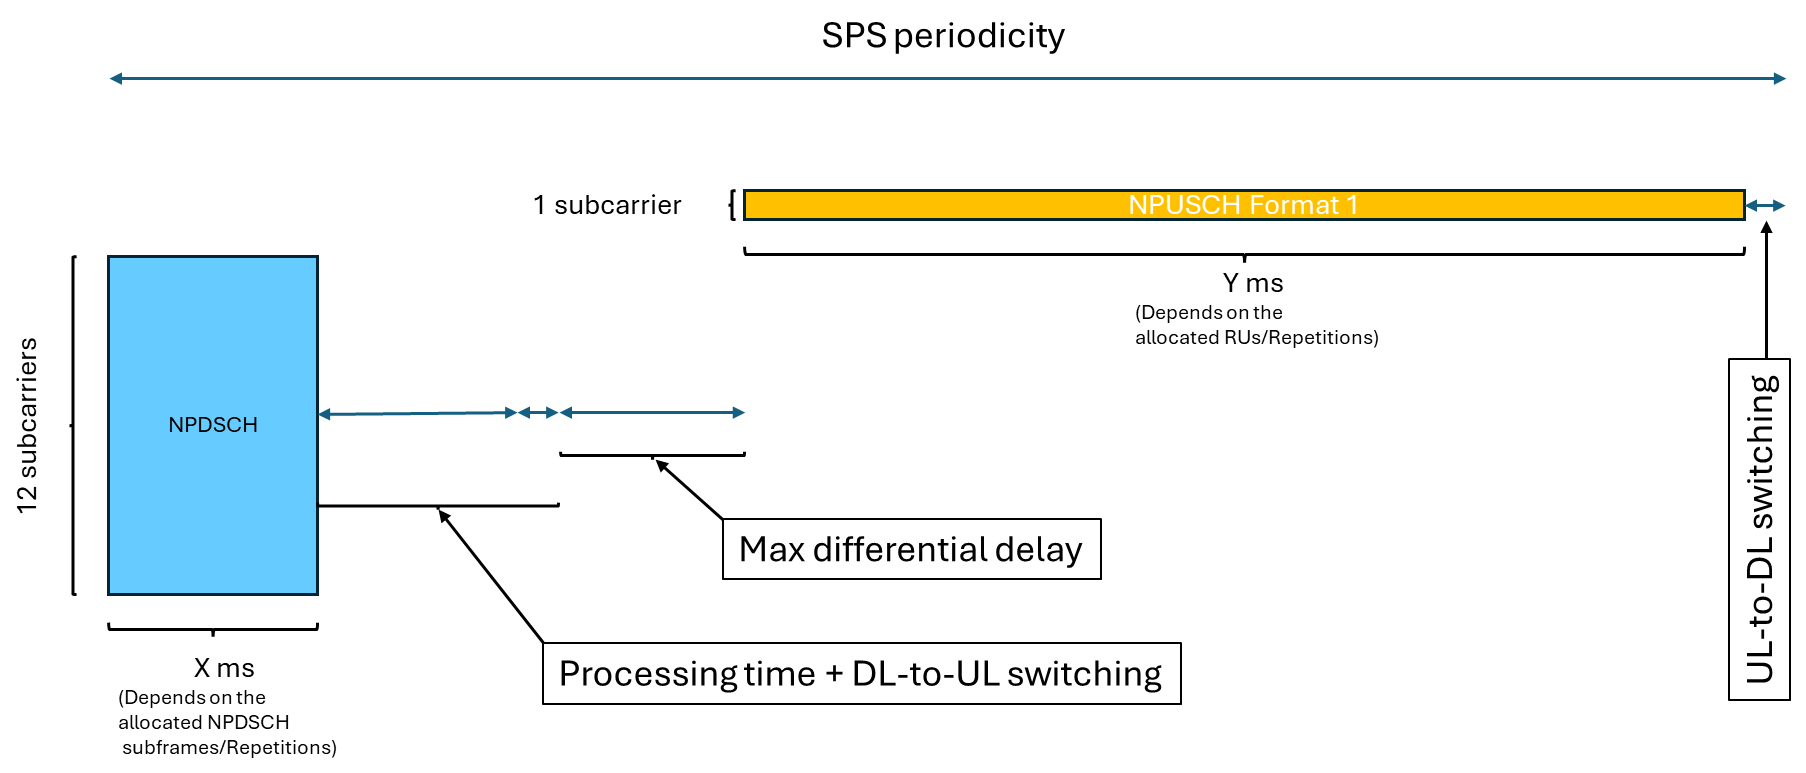 SPS periodicity
1 subcarrier
NPUSCH Format 1
Y ms
(Depends on the
allocated RUs/Repetitions)
12 subcarriers
NPDSCH
UL-to-DL switching
Max differential delay
Processing time + DL-to-UL switching
X ms
(Depends on the
allocated NPDSCH
subframes/Repetitions)